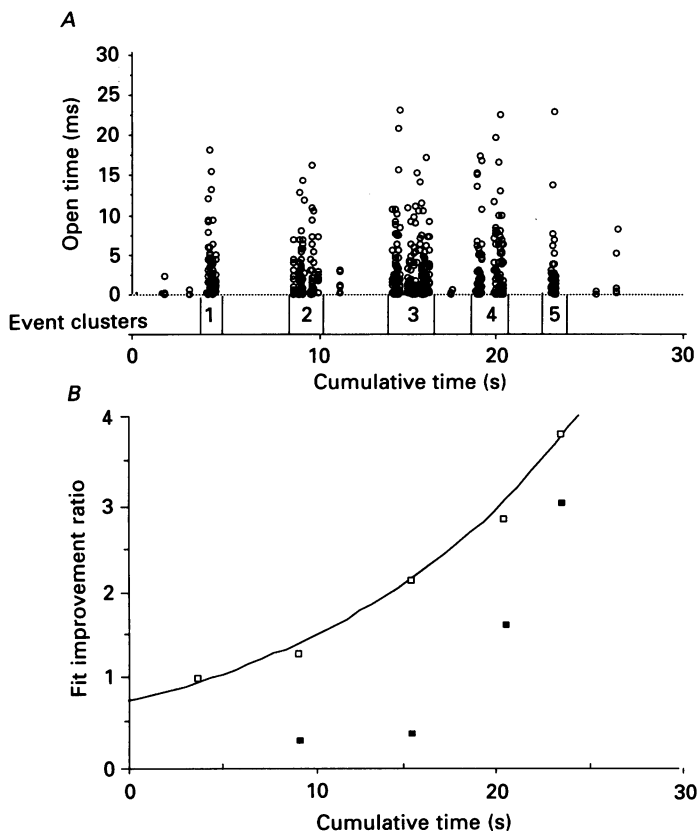 A
Open time (ms)
30
25
20
15
10
5
0
Event clusters
1 2 3 4 5
0 10 20 30
Cumulative time (s)
B
Fit improvement ratio
4
3
2
1
0
0 10 20 30
Cumulative time (s)